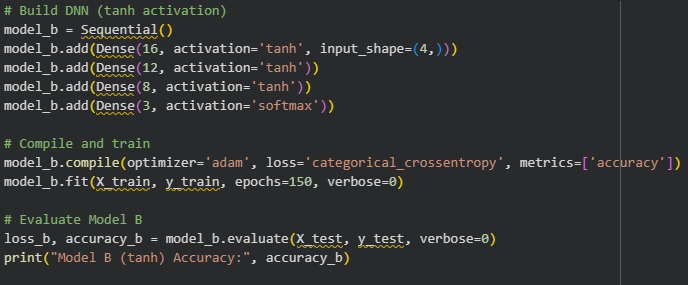 # Build DNN (tanh activation)
model_b = Sequential()
model_b.add(Dense(16, activation='tanh', input_shape=(4,)))
model_b.add(Dense(12, activation='tanh'))
model_b.add(Dense(8, activation='tanh'))
model_b.add(Dense(3, activation='softmax'))
# Compile and train
model_b.compile(optimizer='adam', loss='categorical_crossentropy', metrics=['accuracy'])
model_b.fit(X_train, y_train, epochs=150, verbose=0)
# Evaluate Model B
loss_b, accuracy_b = model_b.evaluate(X_test, y_test, verbose=0)
print("Model B (tanh) Accuracy:", accuracy_b)